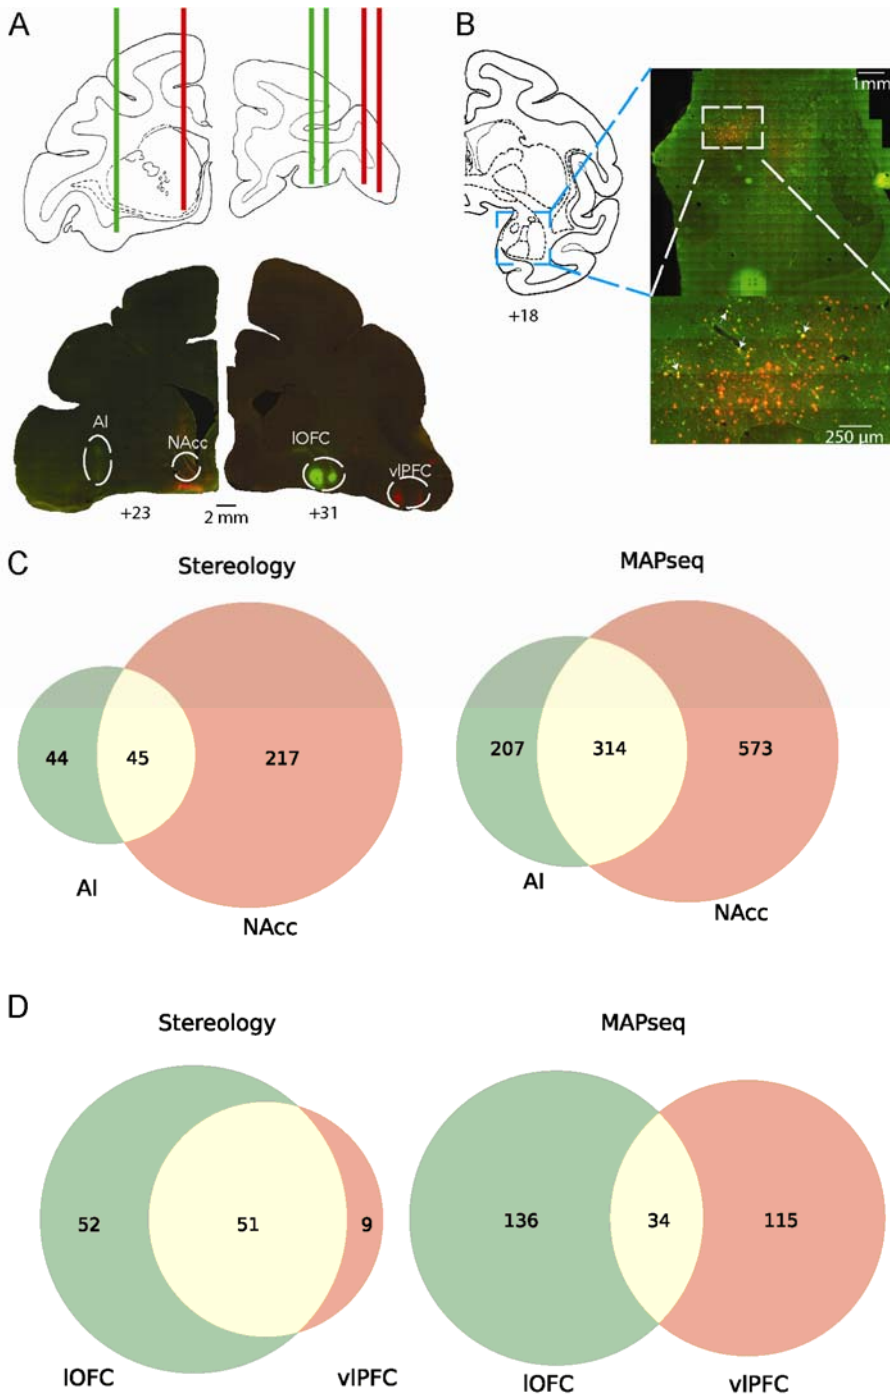 A
B
1mm
+18
250 µm
AI
NAcc
lOFC
vlPFC
+23
2 mm
+31
C
Stereology
MAPseq
44
45
217
207
314
573
AI
NAcc
AI
NAcc
D
Stereology
MAPseq
52
51
9
136
34
115
lOFC
vlPFC
lOFC
vlPFC